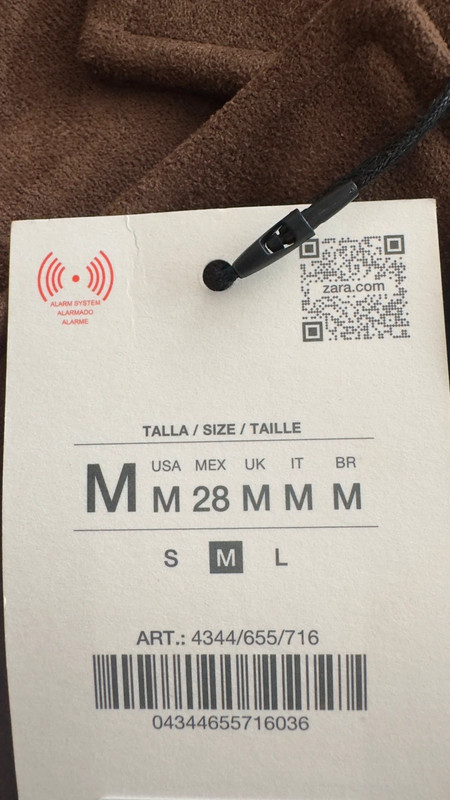 ALARM SYSTEM
ALARMADO
ALARME
zara.com
TALLA / SIZE / TAILLE
USA MEX UK IT BR
M M 28 M M M
S M L
ART.: 4344/655/716
04344655716036